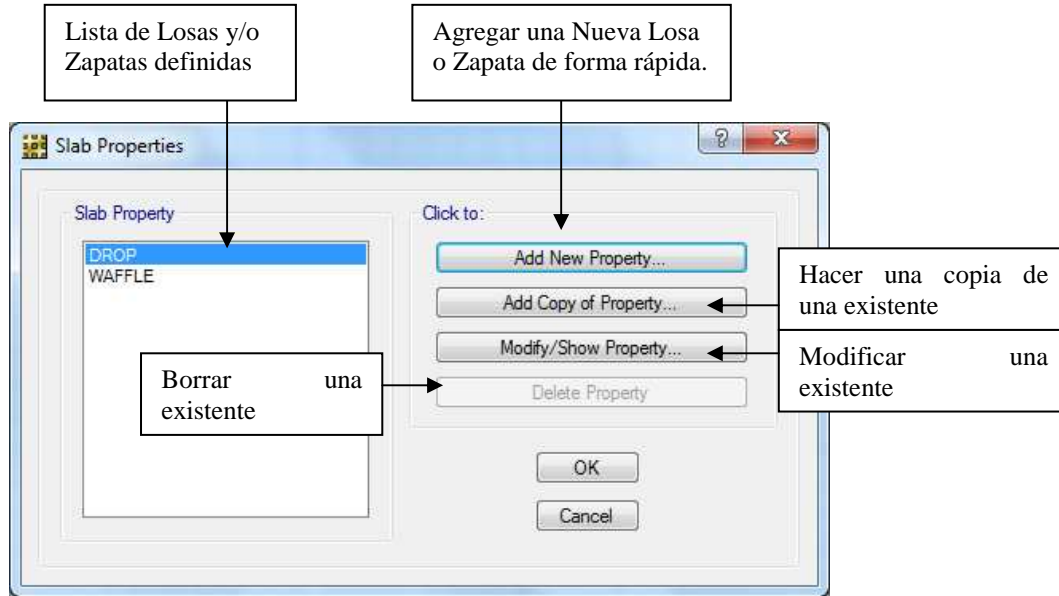 Lista de Losas y/o
Zapatas definidas
Agregar una Nueva Losa
o Zapata de forma rápida.
Slab Properties
Slab Property
DROP
WAFFLE
Click to:
Add New Property...
Add Copy of Property...
Modify/Show Property...
Delete Property
Hacer una copia de
una existente
Modificar una
existente
Borrar una
existente
OK
Cancel